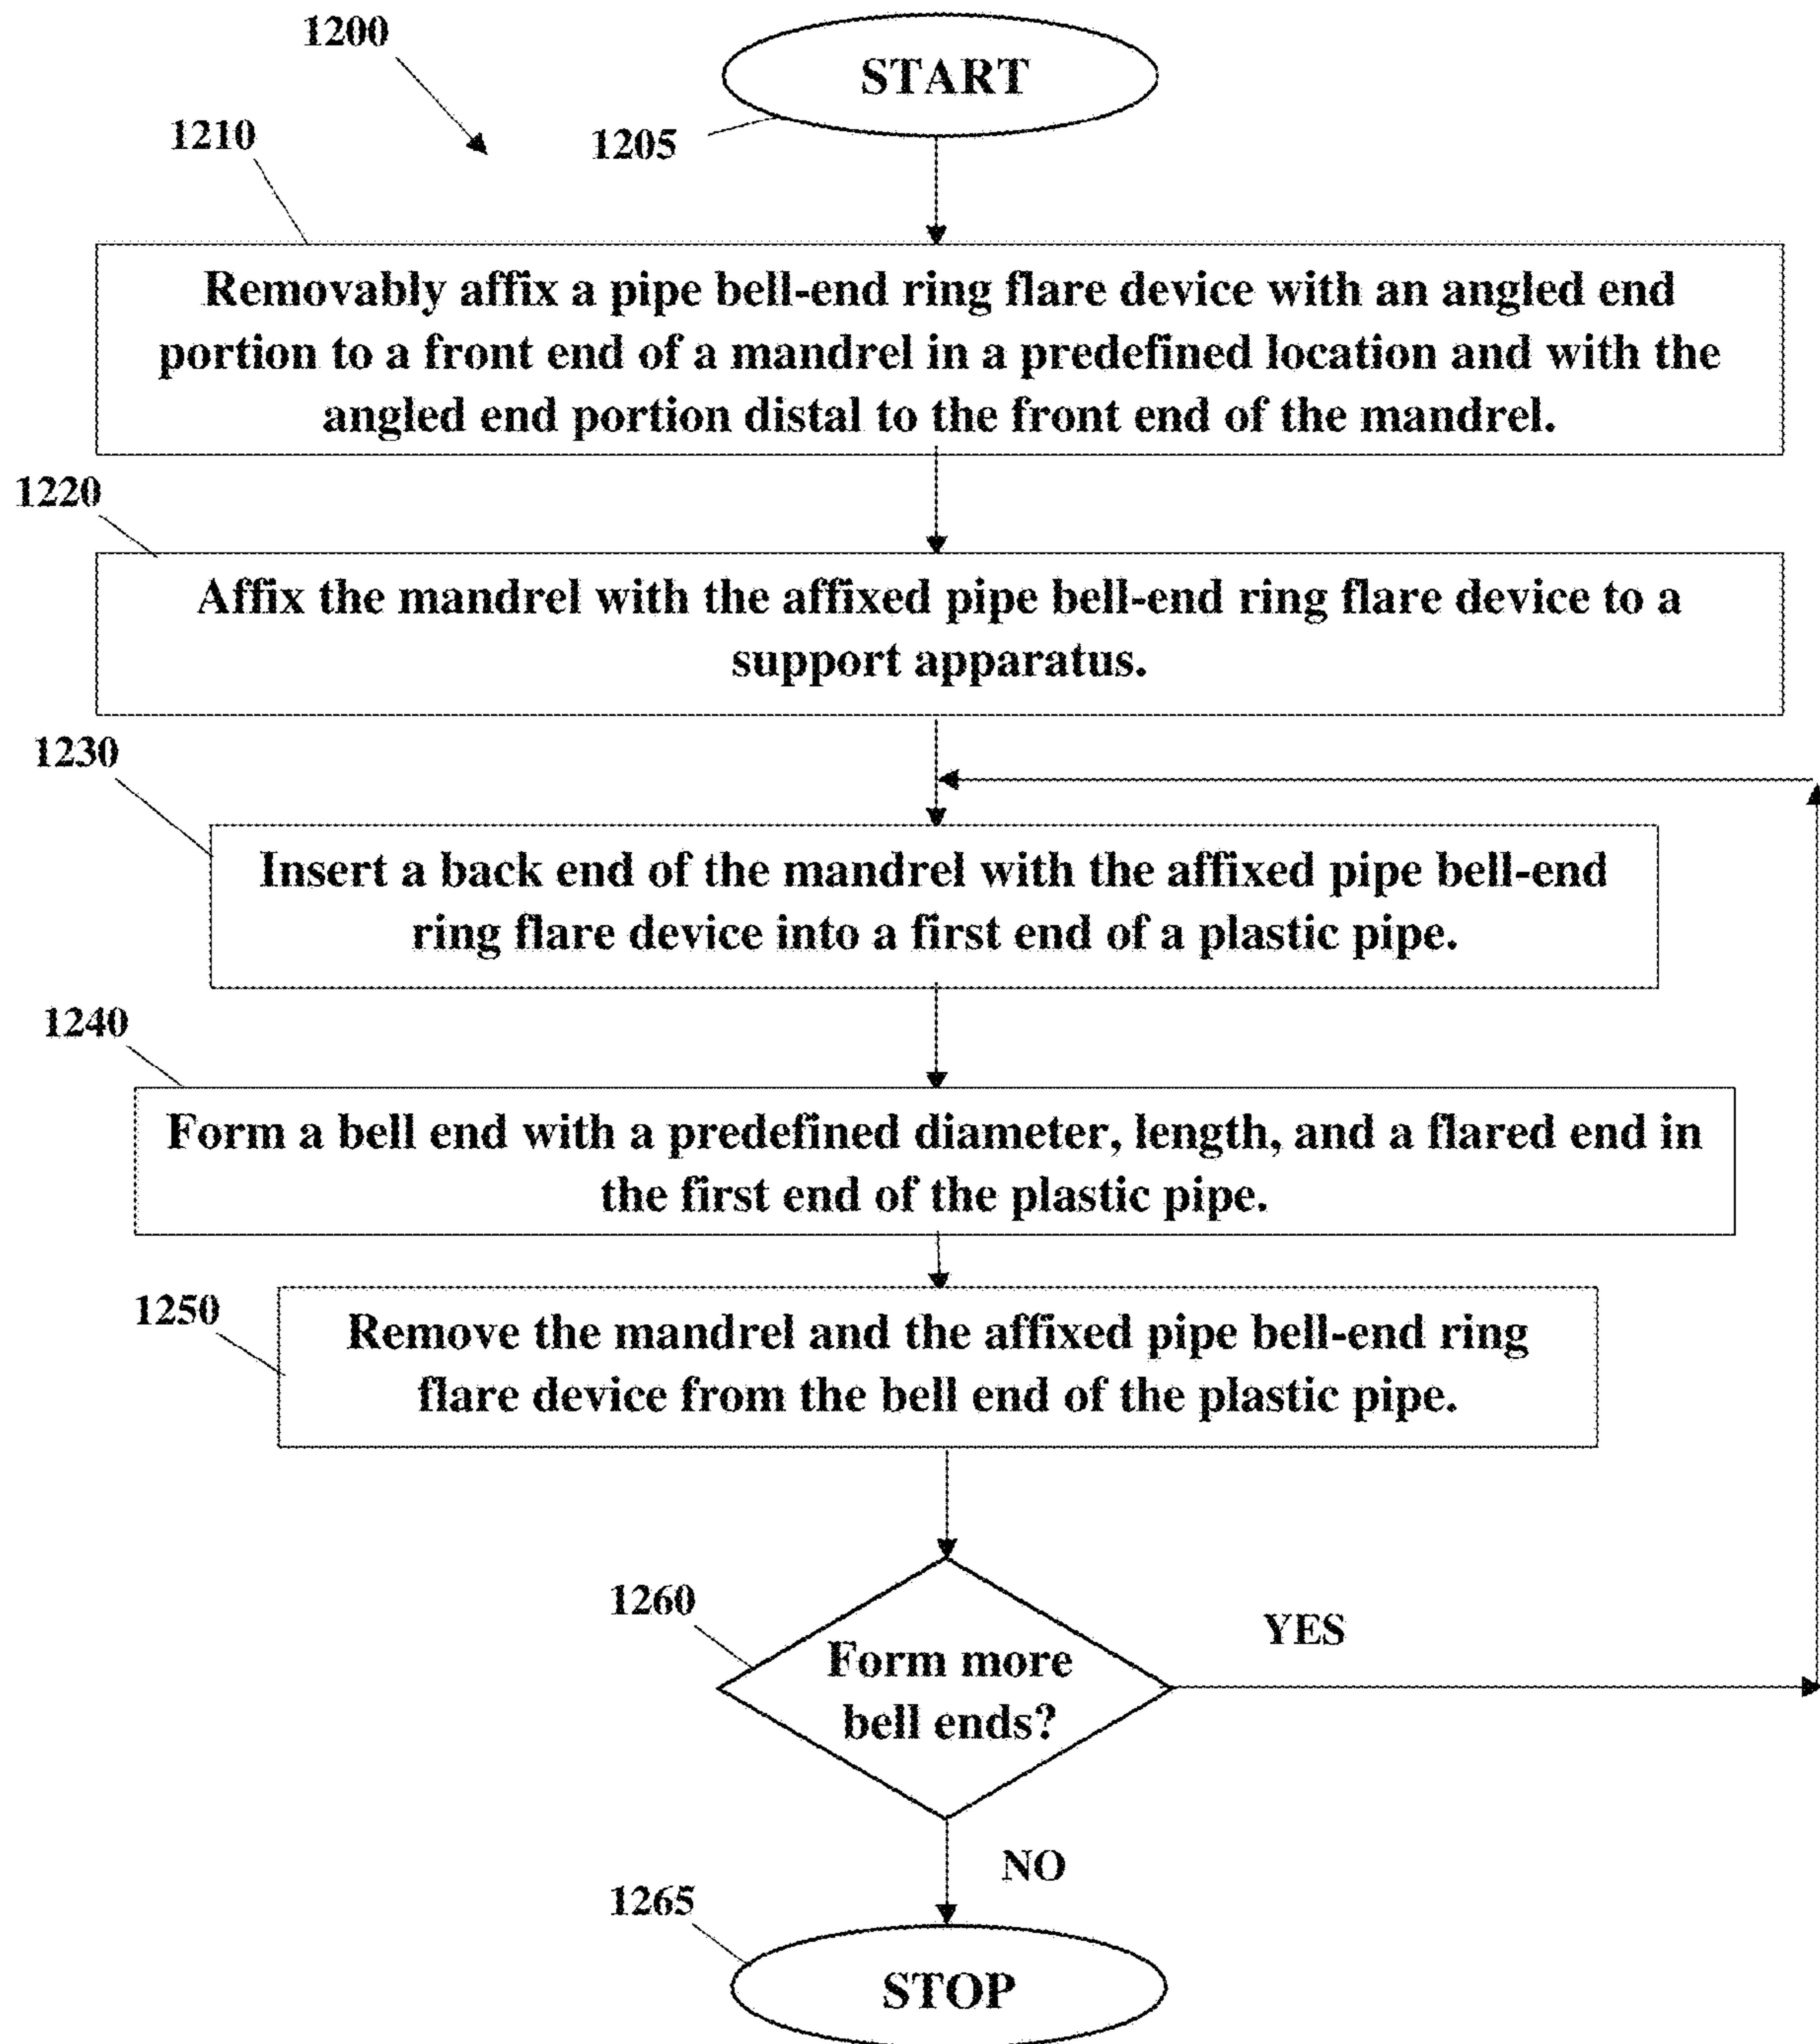 1200
START
1205
1210
Removably affix a pipe bell-end ring flare device with an angled end
portion to a front end of a mandrel in a predefined location and with the
angled end portion distal to the front end of the mandrel.
1220
Affix the mandrel with the affixed pipe bell-end ring flare device to a
support apparatus.
1230
Insert a back end of the mandrel with the affixed pipe bell-end
ring flare device into a first end of a plastic pipe.
1240
Form a bell end with a predefined diameter, length, and a flared end in
the first end of the plastic pipe.
1250
Remove the mandrel and the affixed pipe bell-end ring
flare device from the bell end of the plastic pipe.
1260
Form more
bell ends?
YES
NO
1265
STOP